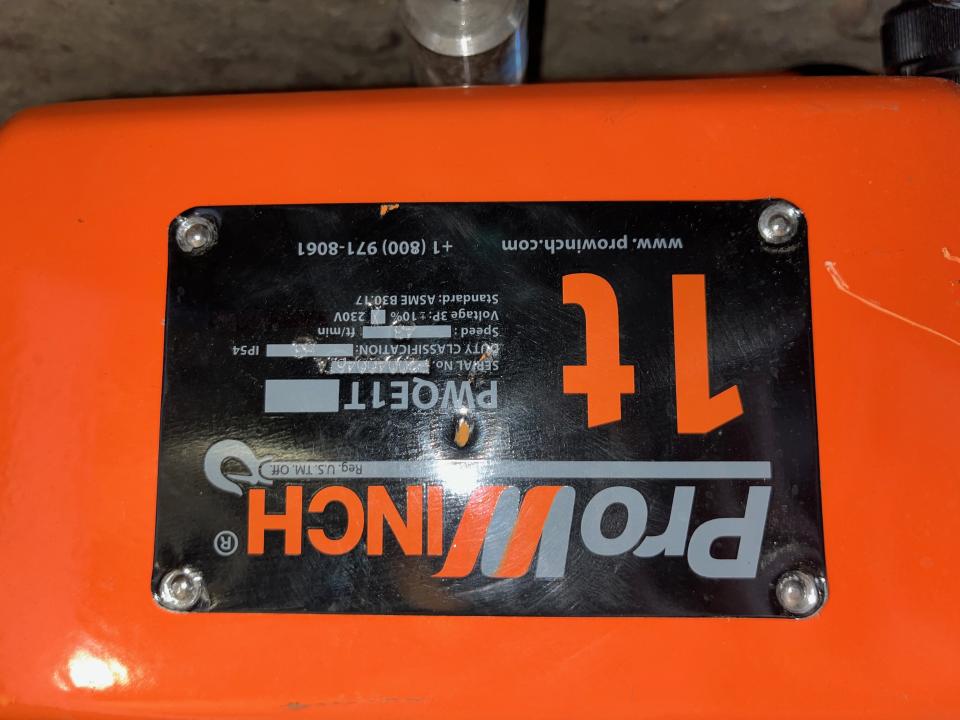 ProWINCH®
Reg. U.S. TM. Off.
1t
PWQE1T
SERIAL No.
DUTY CLASSIFICATION: IP54
Speed : ft/min
Voltage 3P: ±10% 230V
Standard: ASME B30.17
www.prowinch.com +1 (800) 971-8061